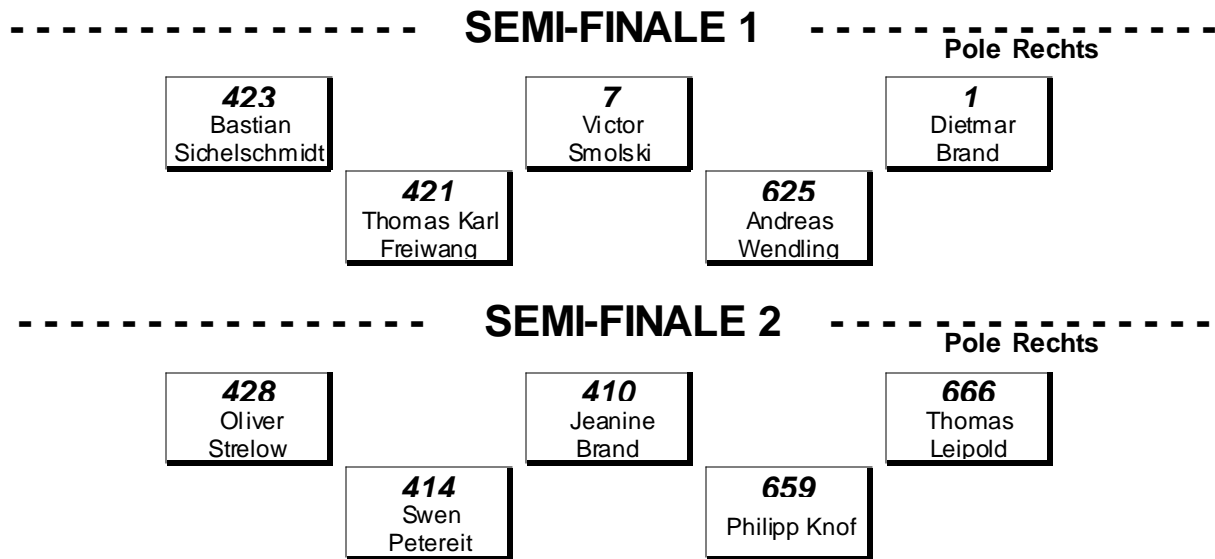 SEMI-FINALE 1
Pole Rechts
423
Bastian
Sichelschmidt
7
Victor
Smolski
1
Dietmar
Brand
421
Thomas Karl
Freiwang
625
Andreas
Wendling
SEMI-FINALE 2
Pole Rechts
428
Oliver
Strelow
410
Jeanine
Brand
666
Thomas
Leipold
414
Swen
Petereit
659
Philipp Knof